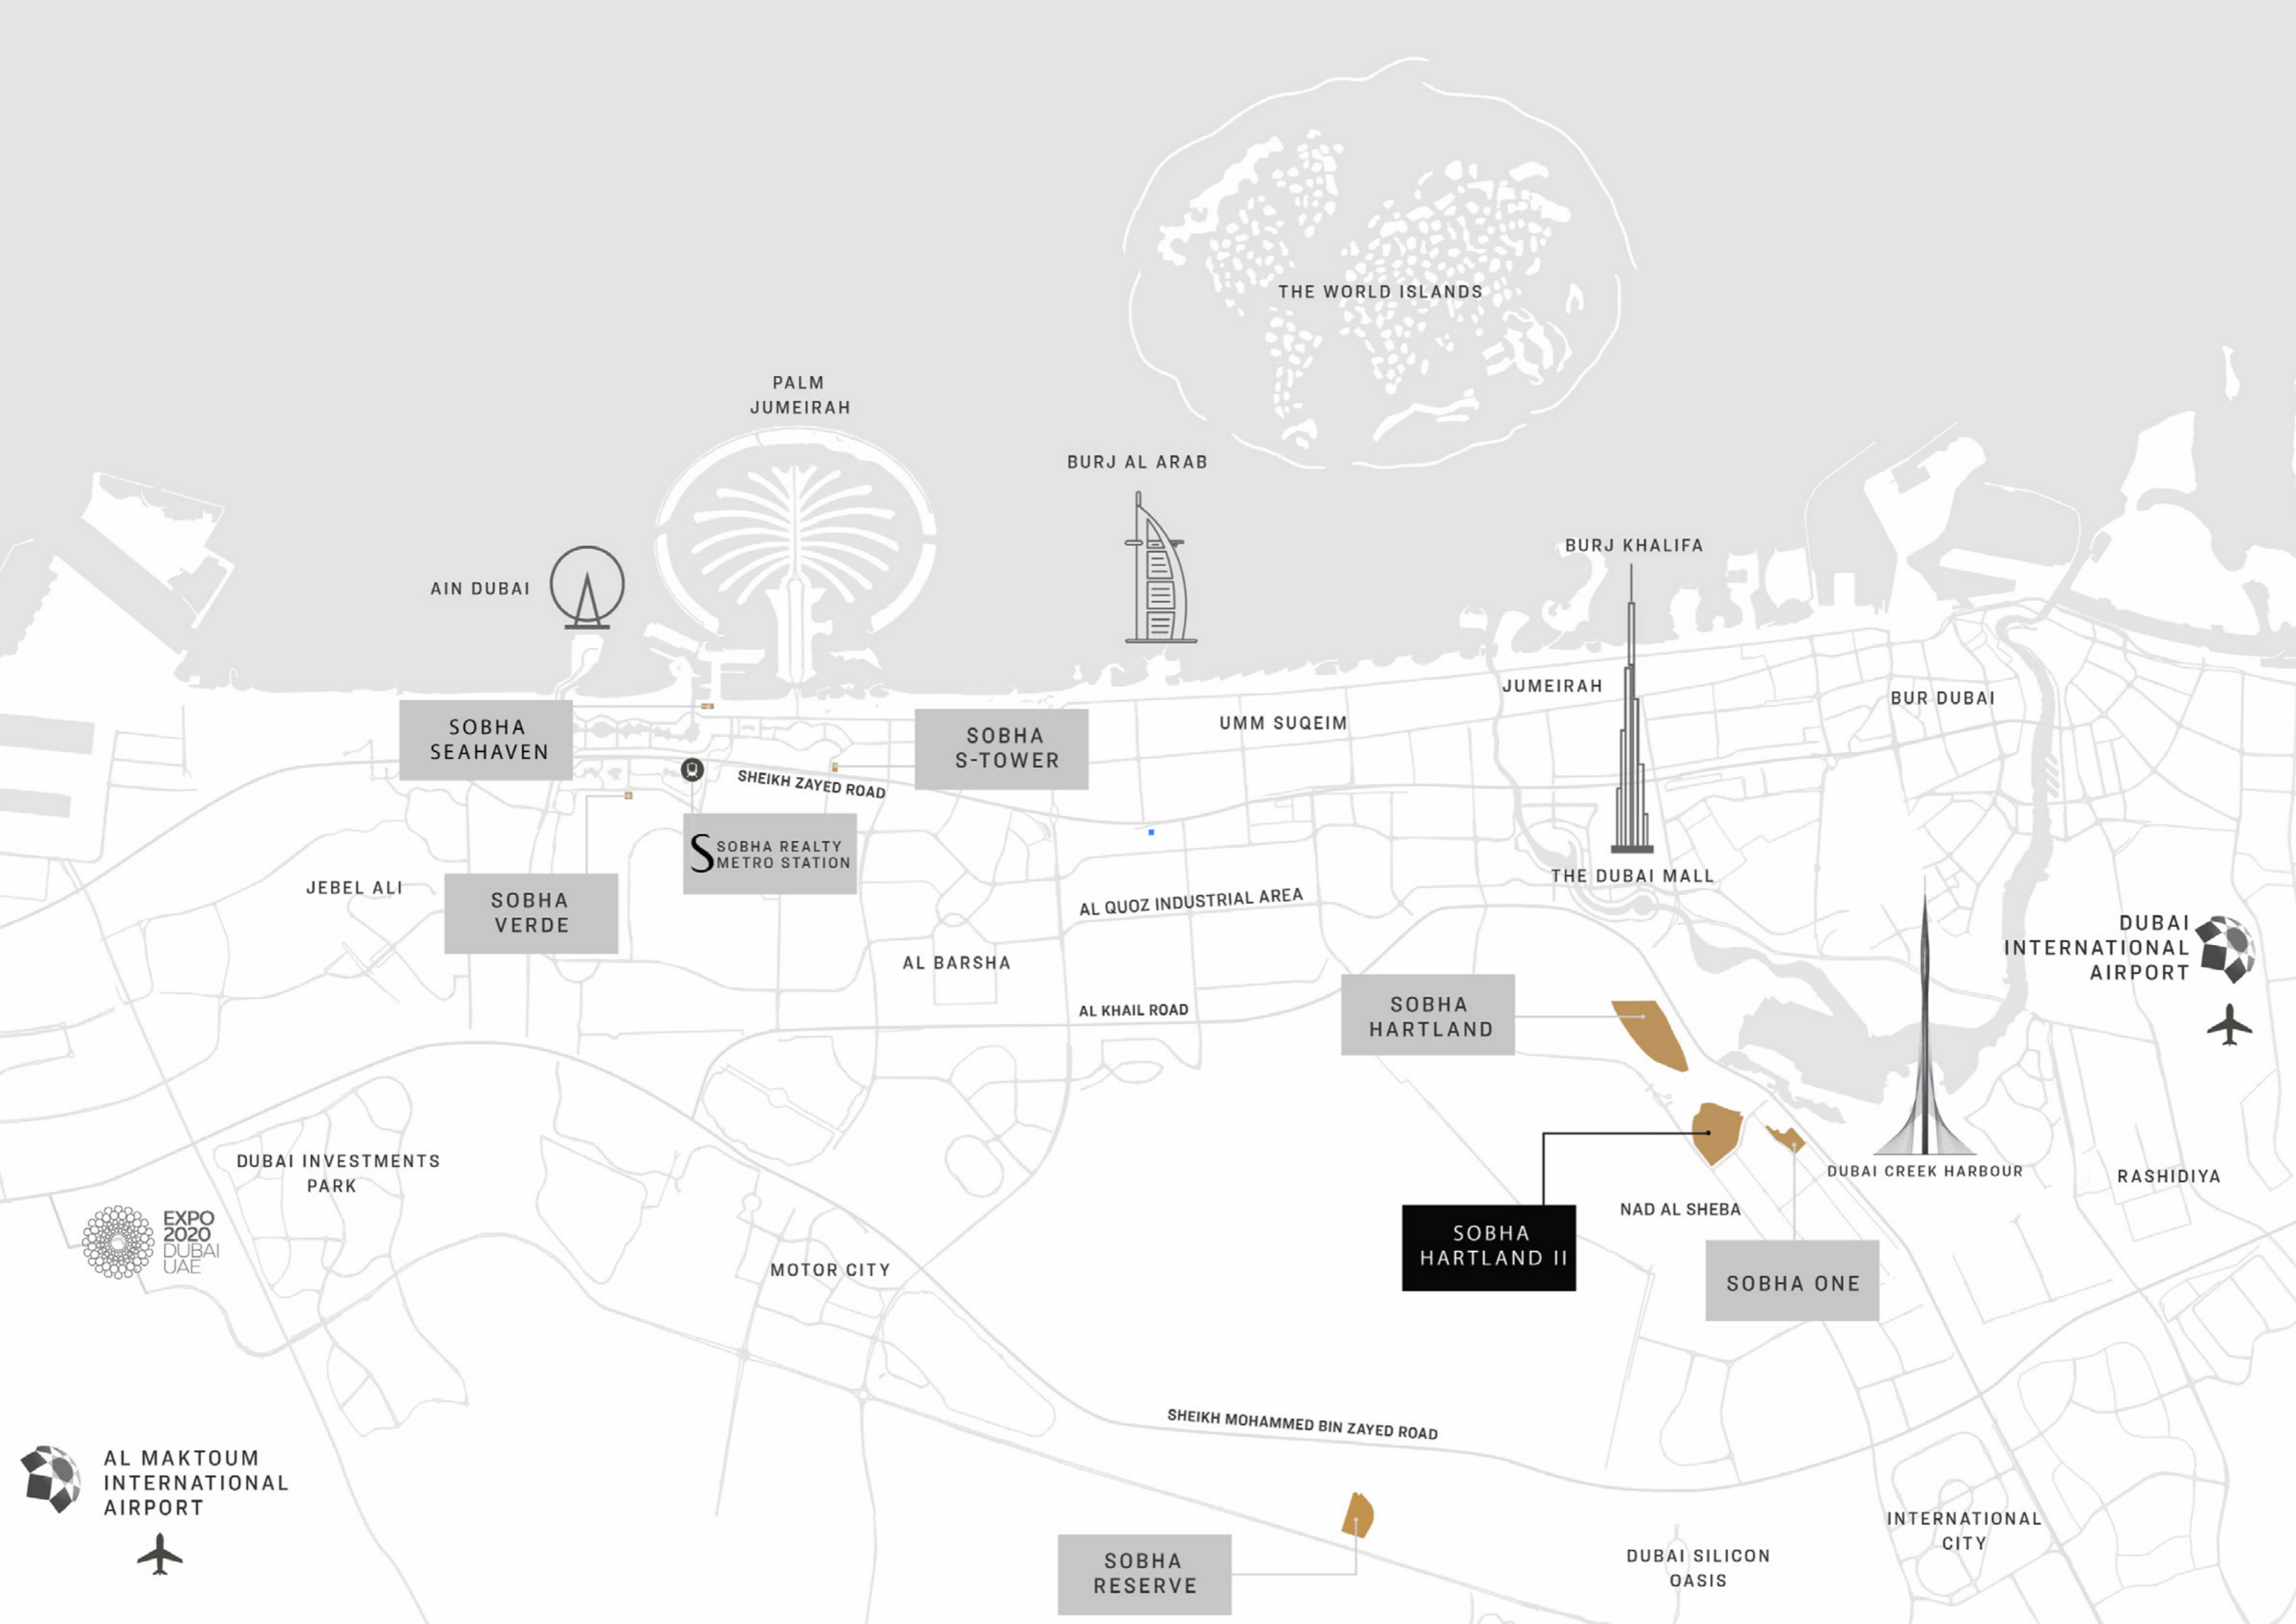 THE WORLD ISLANDS
PALM
JUMEIRAH
BURJ AL ARAB
BURJ KHALIFA
AIN DUBAI
JUMEIRAH
BUR DUBAI
SOBHA
SEAHAVEN
UMM SUQEIM
SOBHA
S-TOWER
SHEIKH ZAYED ROAD
S SOBHA REALTY
METRO STATION
JEBEL ALI
SOBHA
VERDE
THE DUBAI MALL
AL QUOZ INDUSTRIAL AREA
DUBAI
INTERNATIONAL
AIRPORT
AL BARSHA
AL KHAIL ROAD
SOBHA
HARTLAND
DUBAI INVESTMENTS
PARK
DUBAI CREEK HARBOUR
RASHIDIYA
NAD AL SHEBA
EXPO
2020
DUBAI
UAE
SOBHA
HARTLAND II
MOTOR CITY
SOBHA ONE
SHEIKH MOHAMMED BIN ZAYED ROAD
AL MAKTOUM
INTERNATIONAL
AIRPORT
INTERNATIONAL
CITY
SOBHA
RESERVE
DUBAI SILICON
OASIS